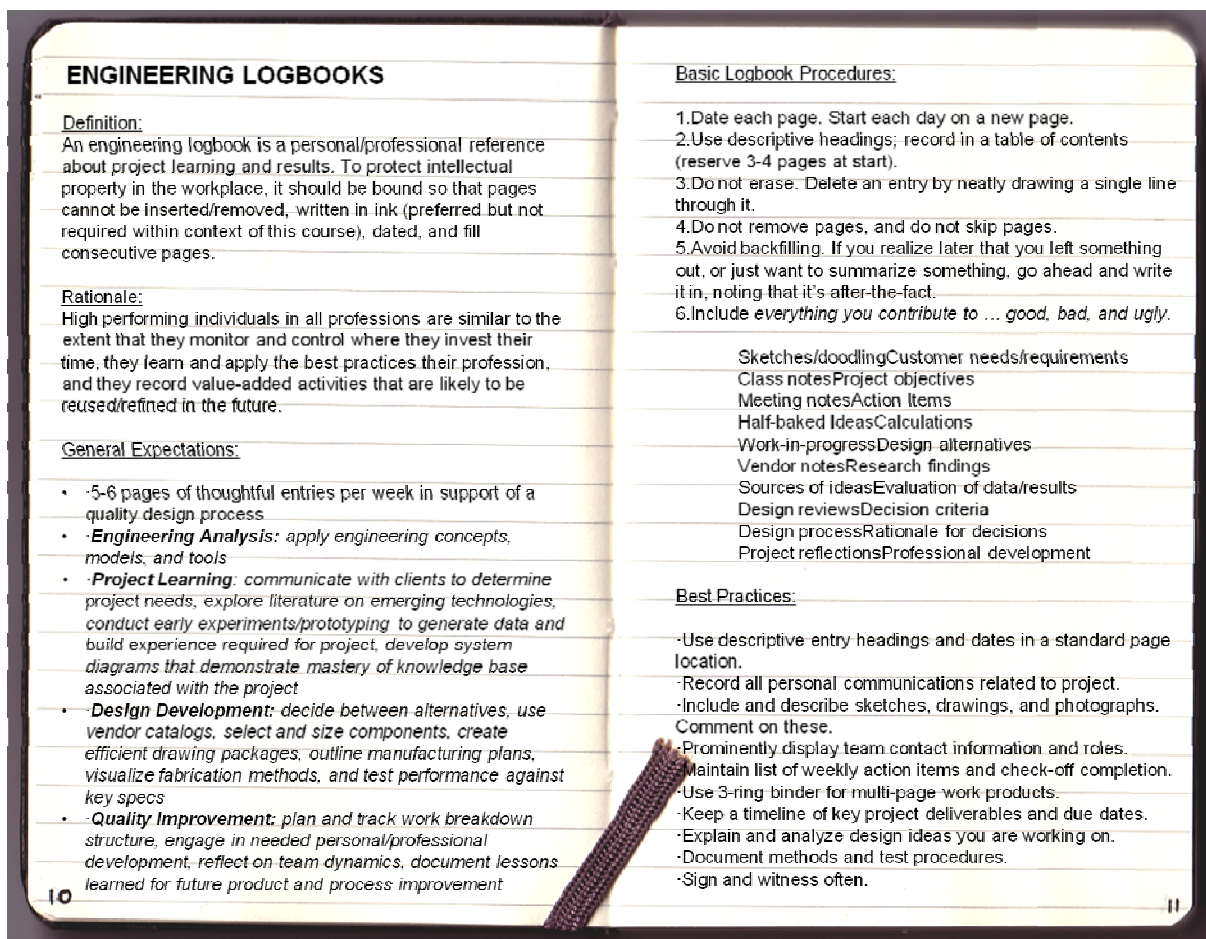 ENGINEERING LOGBOOKS
Definition:
An engineering logbook is a personal/professional reference
about project learning and results. To protect intellectual
property in the workplace, it should be bound so that pages
cannot be inserted/removed, written in ink (preferred but not
required within context of this course), dated, and fill
consecutive pages.
Rationale:
High performing individuals in all professions are similar to the
extent that they monitor and control where they invest their
time, they learn and apply the best practices their profession,
and they record value-added activities that are likely to be
reused/refined in the future.
General Expectations:
• ·5-6 pages of thoughtful entries per week in support of a
quality design process
• ·Engineering Analysis: apply engineering concepts,
models, and tools
• ·Project Learning: communicate with clients to determine
project needs, explore literature on emerging technologies,
conduct early experiments/prototyping to generate data and
build experience required for project, develop system
diagrams that demonstrate mastery of knowledge base
associated with the project
• ·Design Development: decide between alternatives, use
vendor catalogs, select and size components, create
efficient drawing packages, outline manufacturing plans,
visualize fabrication methods, and test performance against
key specs
• ·Quality Improvement: plan and track work breakdown
structure, engage in needed personal/professional
development, reflect on team dynamics, document lessons
learned for future product and process improvement
10
Basic Logbook Procedures:
1.Date each page. Start each day on a new page.
2.Use descriptive headings; record in a table of contents
(reserve 3-4 pages at start).
3.Do not erase. Delete an entry by neatly drawing a single line
through it.
4.Do not remove pages, and do not skip pages.
5.Avoid backfilling. If you realize later that you left something
out, or just want to summarize something, go ahead and write
it in, noting that it's after-the-fact.
6.Include everything you contribute to ... good, bad, and ugly.
Sketches/doodlingCustomer needs/requirements
Class notesProject objectives
Meeting notesAction Items
Half-baked IdeasCalculations
Work-in-progressDesign alternatives
Vendor notesResearch findings
Sources of ideasEvaluation of data/results
Design reviewsDecision criteria
Design processRationale for decisions
Project reflectionsProfessional development
Best Practices:
·Use descriptive entry headings and dates in a standard page
location.
·Record all personal communications related to project.
·Include and describe sketches, drawings, and photographs.
Comment on these.
·Prominently display team contact information and roles.
·Maintain list of weekly action items and check-off completion.
·Use 3-ring binder for multi-page work products.
·Keep a timeline of key project deliverables and due dates.
·Explain and analyze design ideas you are working on.
·Document methods and test procedures.
·Sign and witness often.
11